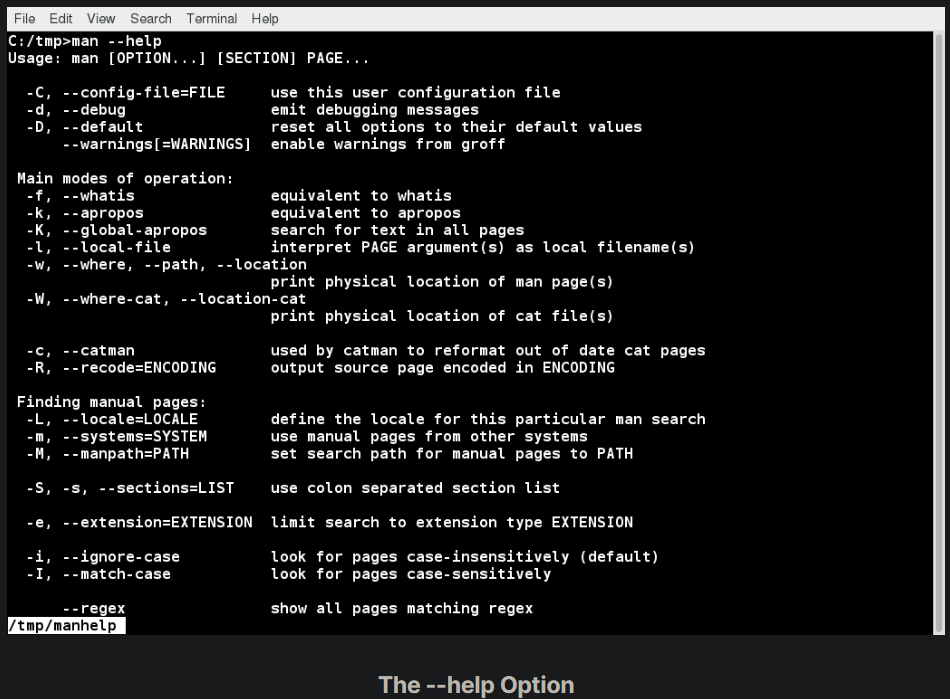 File Edit View Search Terminal Help
C:/tmp>man --help
Usage: man [OPTION...] [SECTION] PAGE...
-C, --config-file=FILE use this user configuration file
-d, --debug emit debugging messages
-D, --default reset all options to their default values
--warnings[=WARNINGS] enable warnings from groff
Main modes of operation:
-f, --whatis equivalent to whatis
-k, --apropos equivalent to apropos
-K, --global-apropos search for text in all pages
-l, --local-file interpret PAGE argument(s) as local filename(s)
-w, --where, --path, --location
print physical location of man page(s)
-W, --where-cat, --location-cat
print physical location of cat file(s)
-c, --catman used by catman to reformat out of date cat pages
-R, --recode=ENCODING output source page encoded in ENCODING
Finding manual pages:
-L, --locale=LOCALE define the locale for this particular man search
-m, --systems=SYSTEM use manual pages from other systems
-M, --manpath=PATH set search path for manual pages to PATH
-S, -s, --sections=LIST use colon separated section list
-e, --extension=EXTENSION limit search to extension type EXTENSION
-i, --ignore-case look for pages case-insensitively (default)
-I, --match-case look for pages case-sensitively
--regex show all pages matching regex
/tmp/manhelp
The --help Option